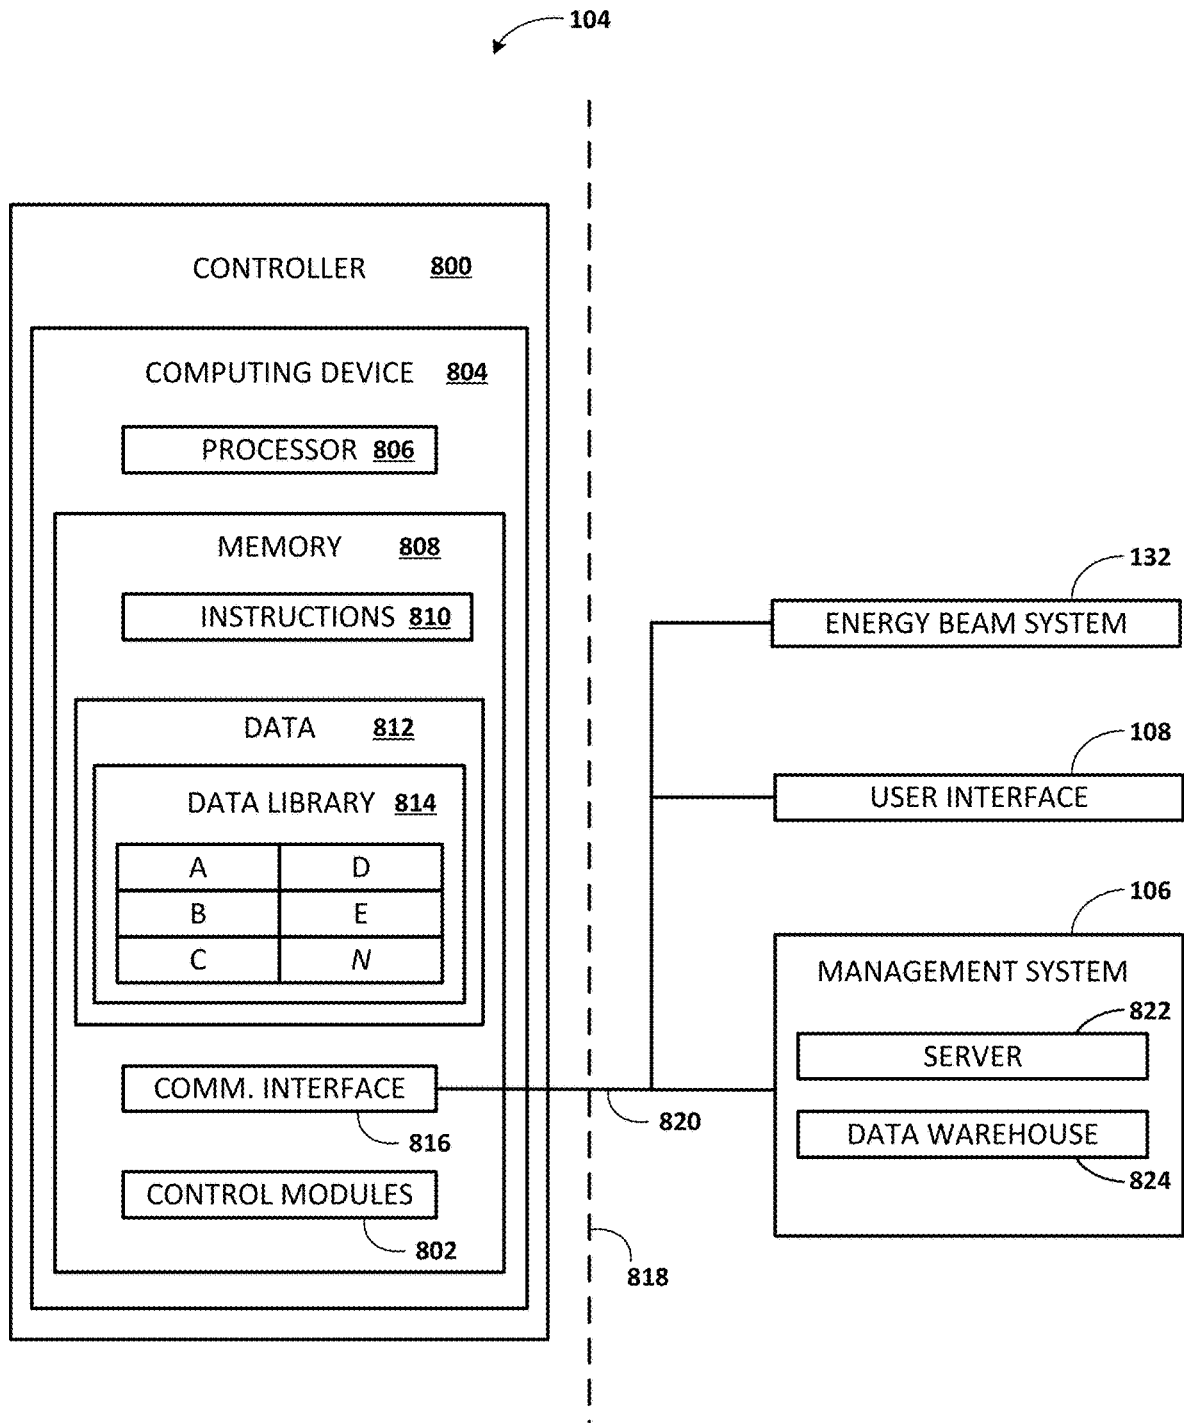 104
CONTROLLER 800
COMPUTING DEVICE 804
PROCESSOR 806
MEMORY 808
INSTRUCTIONS 810
DATA 812
DATA LIBRARY 814
A D
B E
C N
COMM. INTERFACE
816
CONTROL MODULES
802
818
820
132
ENERGY BEAM SYSTEM
108
USER INTERFACE
106
MANAGEMENT SYSTEM
822
SERVER
DATA WAREHOUSE
824